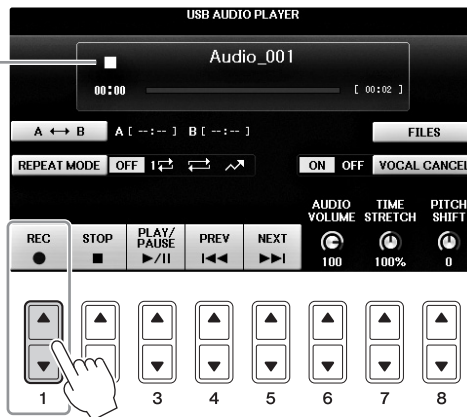 USB AUDIO PLAYER
Audio_001
00:00 [ 00:02 ]
A ↔ B A [ --:-- ] B [ --:-- ] FILES
REPEAT MODE OFF 1 ON OFF VOCAL CANCEL
AUDIO VOLUME TIME STRETCH PITCH SHIFT
REC STOP PLAY/PAUSE PREV NEXT
100 100% 0
1 3 4 5 6 7 8